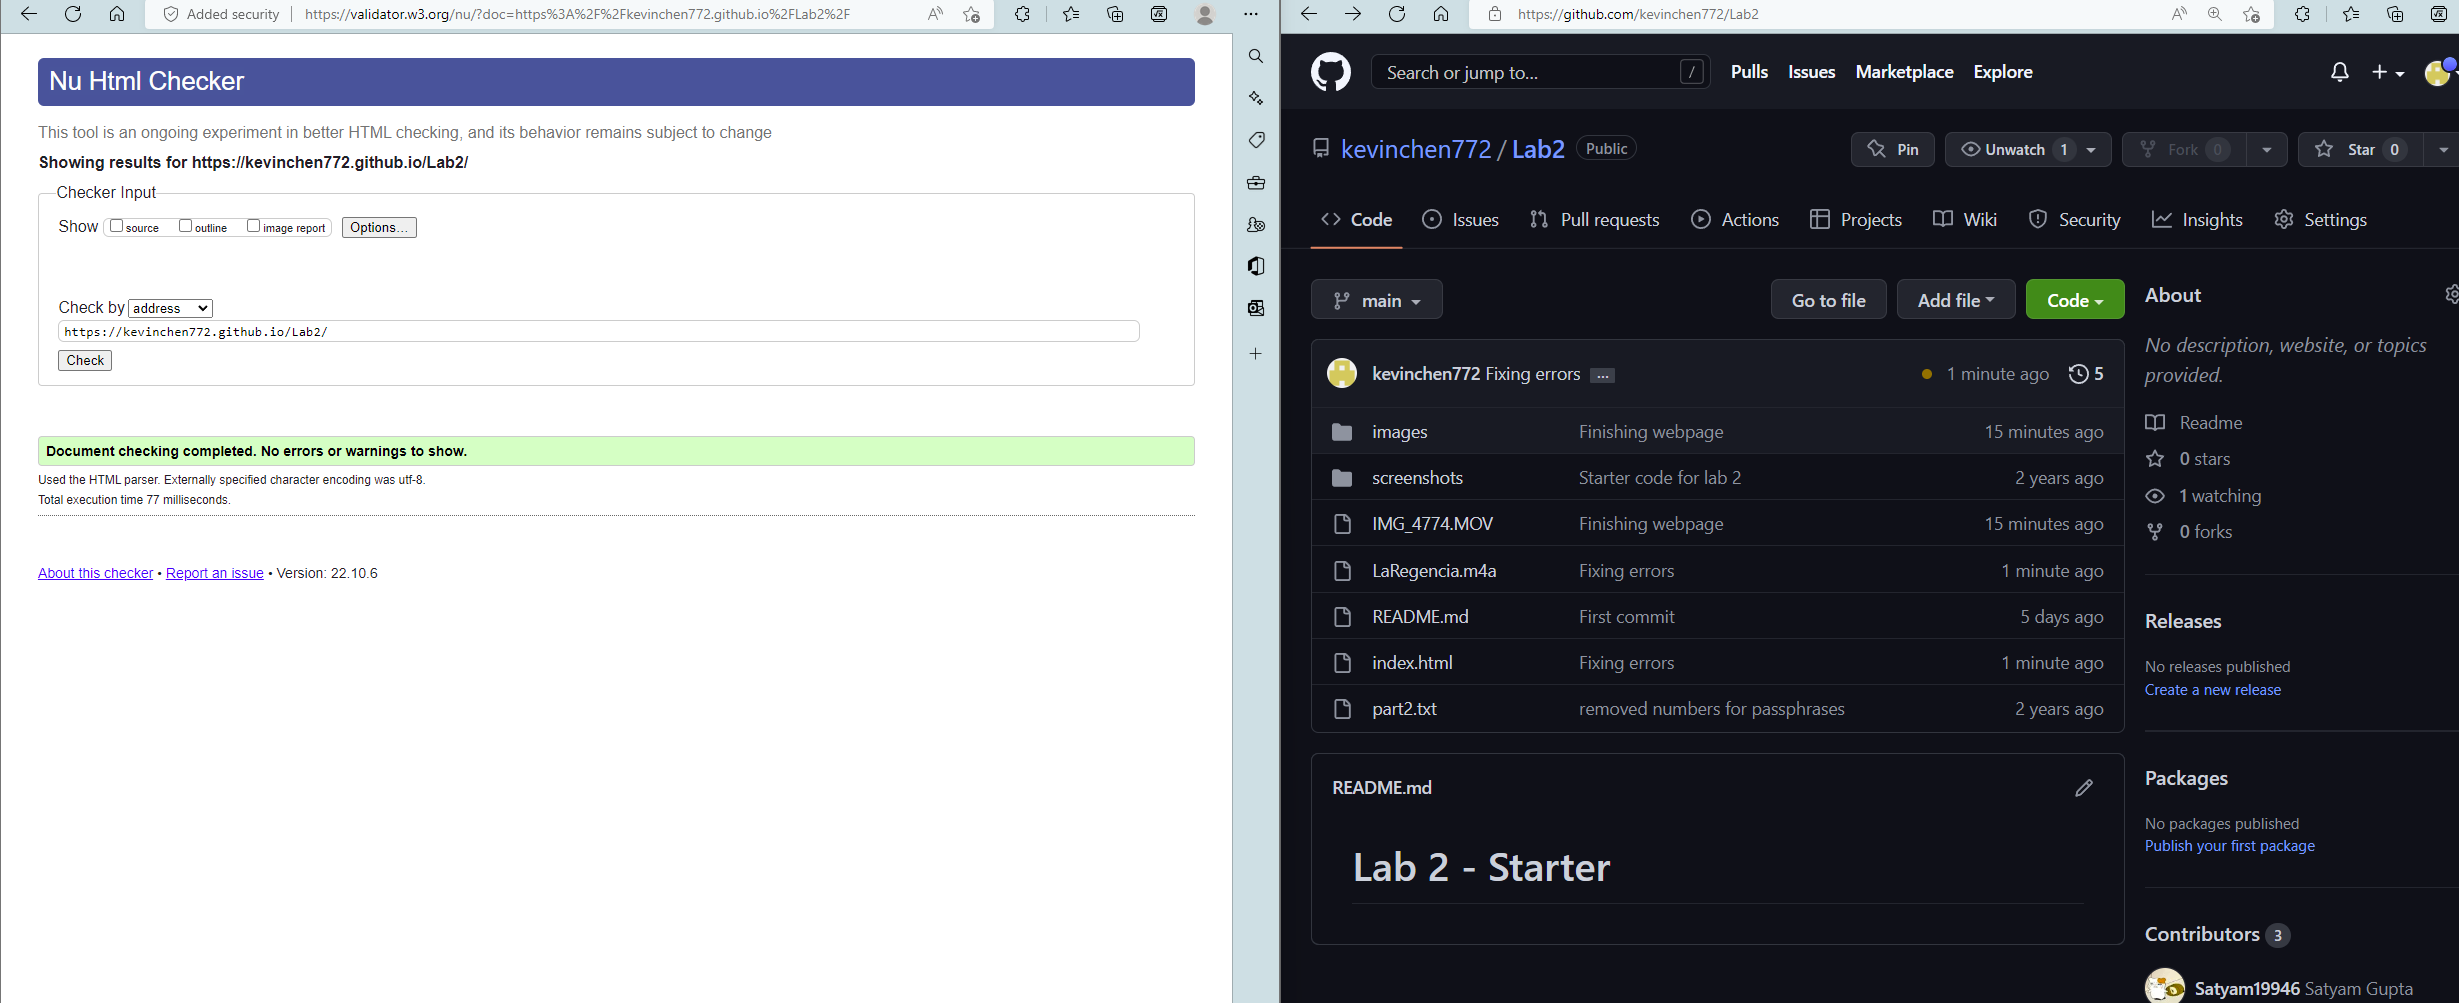 Added security
https://validator.w3.org/nu/?doc=https%3A%2F%2Fkevinchen772.github.io%2FLab2%2F
Nu Html Checker
This tool is an ongoing experiment in better HTML checking, and its behavior remains subject to change
Showing results for https://kevinchen772.github.io/Lab2/
Checker Input
Show source outline image report Options...
Check by address
https://kevinchen772.github.io/Lab2/
Check
Document checking completed. No errors or warnings to show.
Used the HTML parser. Externally specified character encoding was utf-8.
Total execution time 77 milliseconds.
About this checker • Report an issue • Version: 22.10.6
https://github.com/kevinchen772/Lab2
Search or jump to... / Pulls Issues Marketplace Explore
kevinchen772 / Lab2 Public Pin Unwatch 1 Fork 0 Star 0
Code Issues Pull requests Actions Projects Wiki Security Insights Settings
main Go to file Add file Code
kevinchen772 Fixing errors ... 1 minute ago 5
images Finishing webpage 15 minutes ago
screenshots Starter code for lab 2 2 years ago
IMG_4774.MOV Finishing webpage 15 minutes ago
LaRegencia.m4a Fixing errors 1 minute ago
README.md First commit 5 days ago
index.html Fixing errors 1 minute ago
part2.txt removed numbers for passphrases 2 years ago
README.md
Lab 2 - Starter
About
No description, website, or topics
provided.
Readme
0 stars
1 watching
0 forks
Releases
No releases published
Create a new release
Packages
No packages published
Publish your first package
Contributors 3
Satyam19946 Satyam Gupta